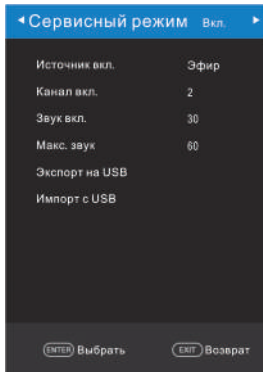 Сервисный режим Вкл.
Источник вкл. Эфир
Канал вкл. 2
Звук вкл. 30
Макс. звук 60
Экспорт на USB
Импорт с USB
ENTER Выбрать EXIT Возврат